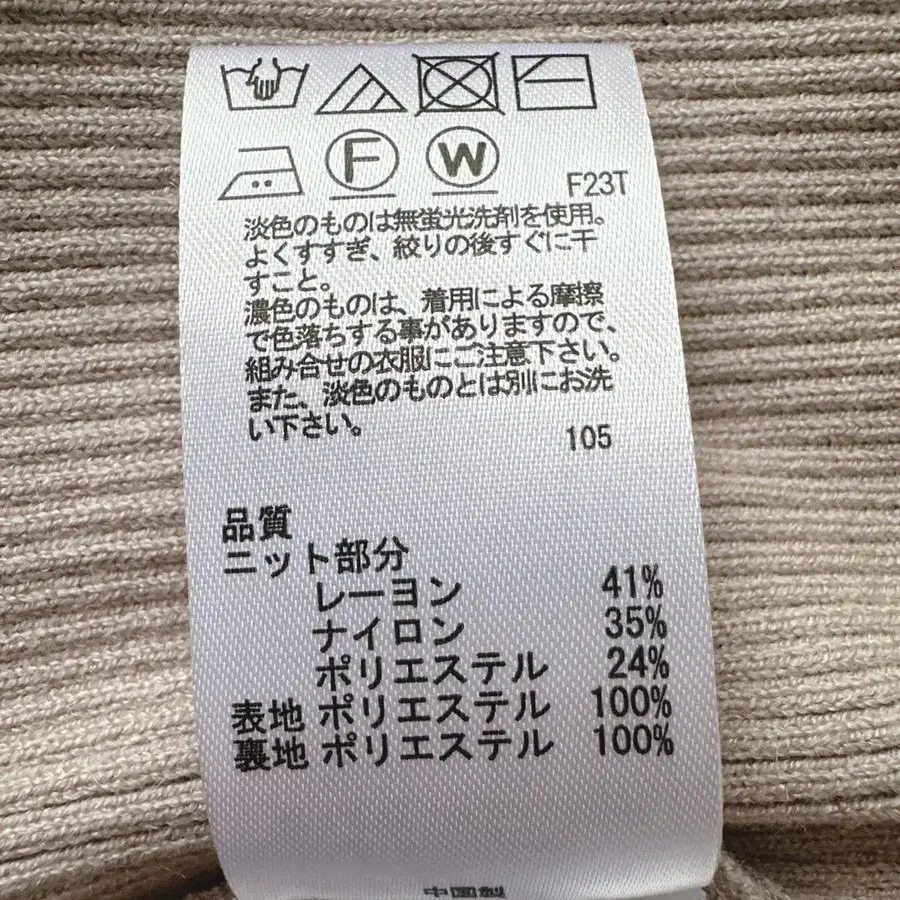 F W
F23T
淡色のものは無蛍光洗剤を使用。
よくすすぎ、絞りの後すぐに干
すこと。
濃色のものは、着用による摩擦
で色落ちする事がありますので、
組み合せの衣服にご注意下さい。
また、淡色のものとは別にお洗
い下さい。
105
品質
ニット部分
レーヨン 41%
ナイロン 35%
ポリエステル 24%
表地 ポリエステル 100%
裏地 ポリエステル 100%
中国製